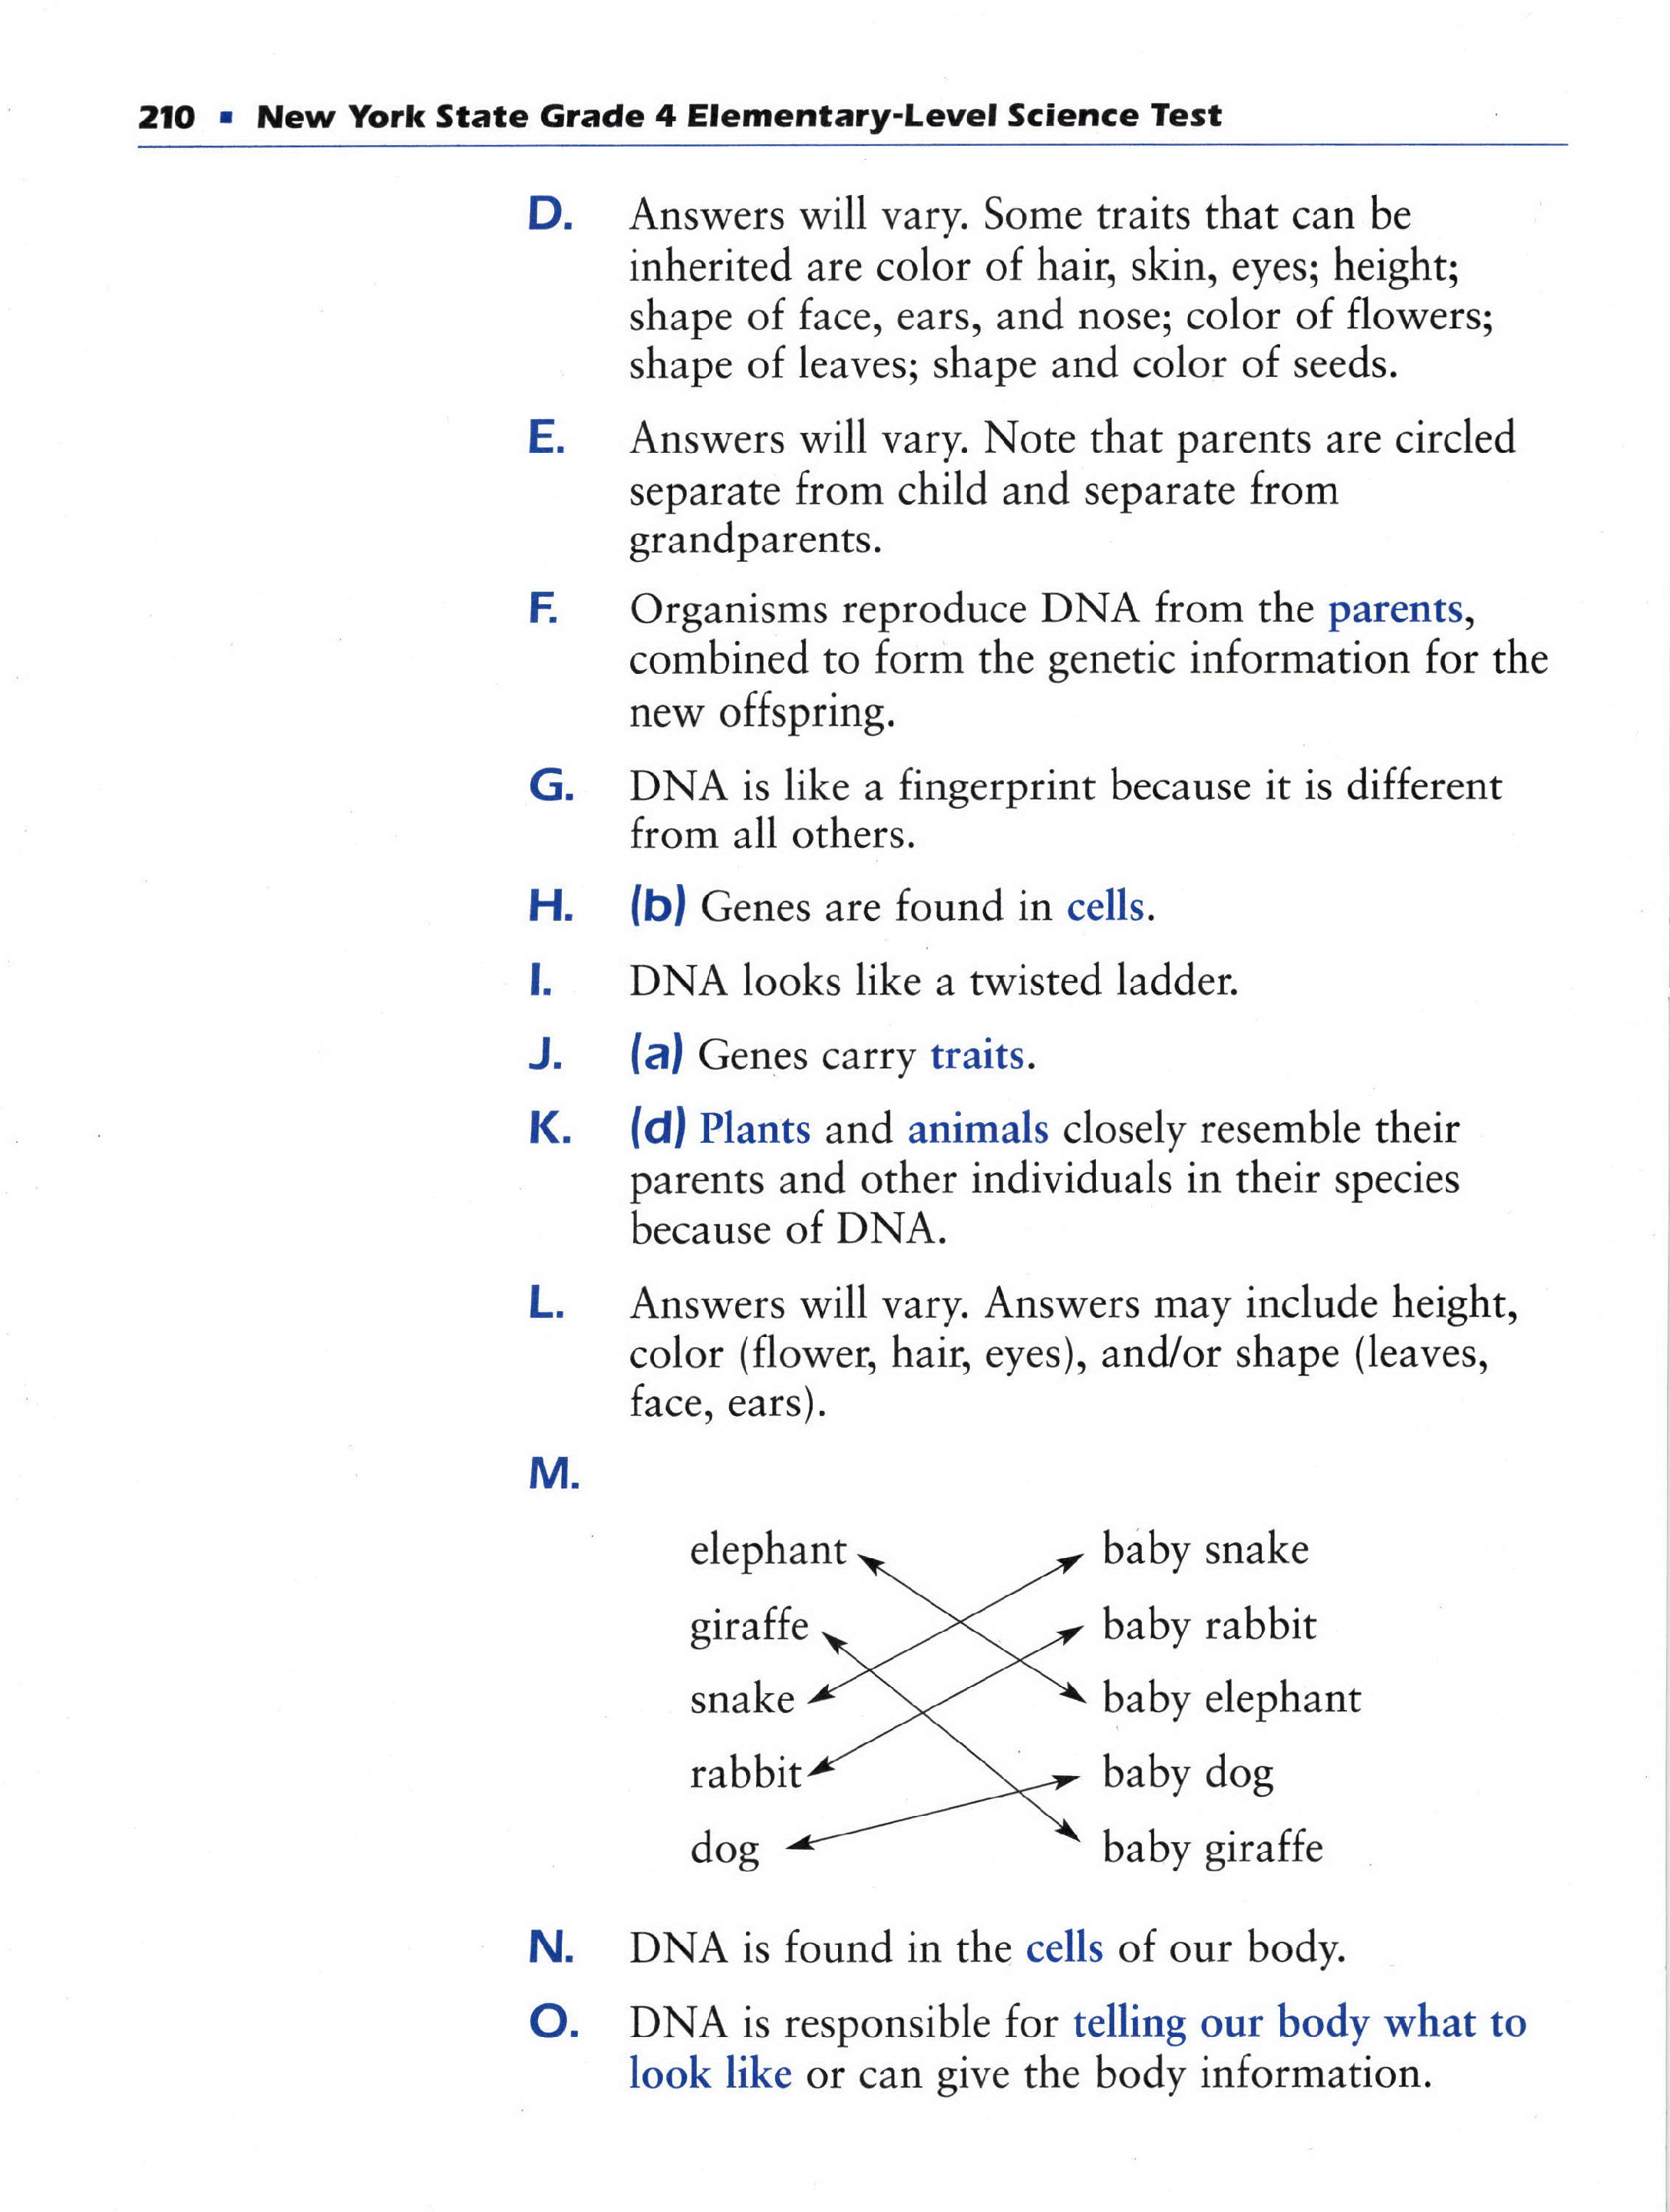 210 ▪ New York State Grade 4 Elementary-Level Science Test
D. Answers will vary. Some traits that can be
inherited are color of hair, skin, eyes; height;
shape of face, ears, and nose; color of flowers;
shape of leaves; shape and color of seeds.
E. Answers will vary. Note that parents are circled
separate from child and separate from
grandparents.
F. Organisms reproduce DNA from the parents,
combined to form the genetic information for the
new offspring.
G. DNA is like a fingerprint because it is different
from all others.
H. (b) Genes are found in cells.
I. DNA looks like a twisted ladder.
J. (a) Genes carry traits.
K. (d) Plants and animals closely resemble their
parents and other individuals in their species
because of DNA.
L. Answers will vary. Answers may include height,
color (flower, hair, eyes), and/or shape (leaves,
face, ears).
M.
elephant baby snake
giraffe baby rabbit
snake baby elephant
rabbit baby dog
dog baby giraffe
N. DNA is found in the cells of our body.
O. DNA is responsible for telling our body what to
look like or can give the body information.